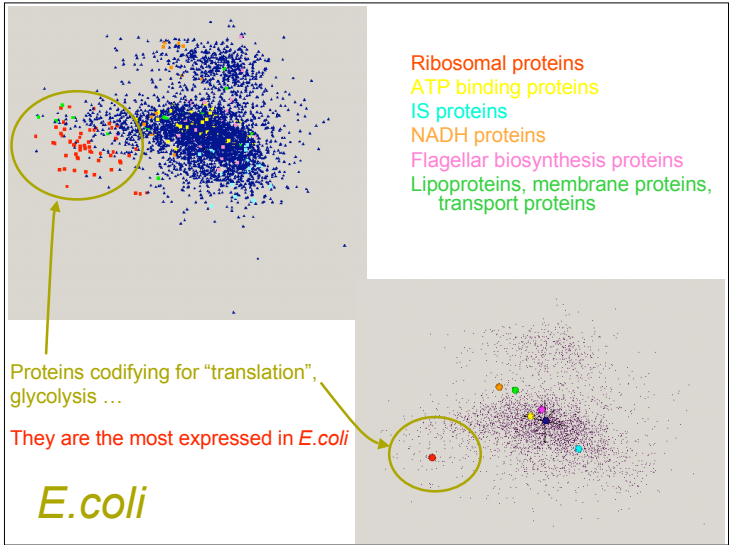 Ribosomal proteins
ATP binding proteins
IS proteins
NADH proteins
Flagellar biosynthesis proteins
Lipoproteins, membrane proteins,
transport proteins
Proteins codifying for “translation”,
glycolysis …
They are the most expressed in E.coli
E.coli